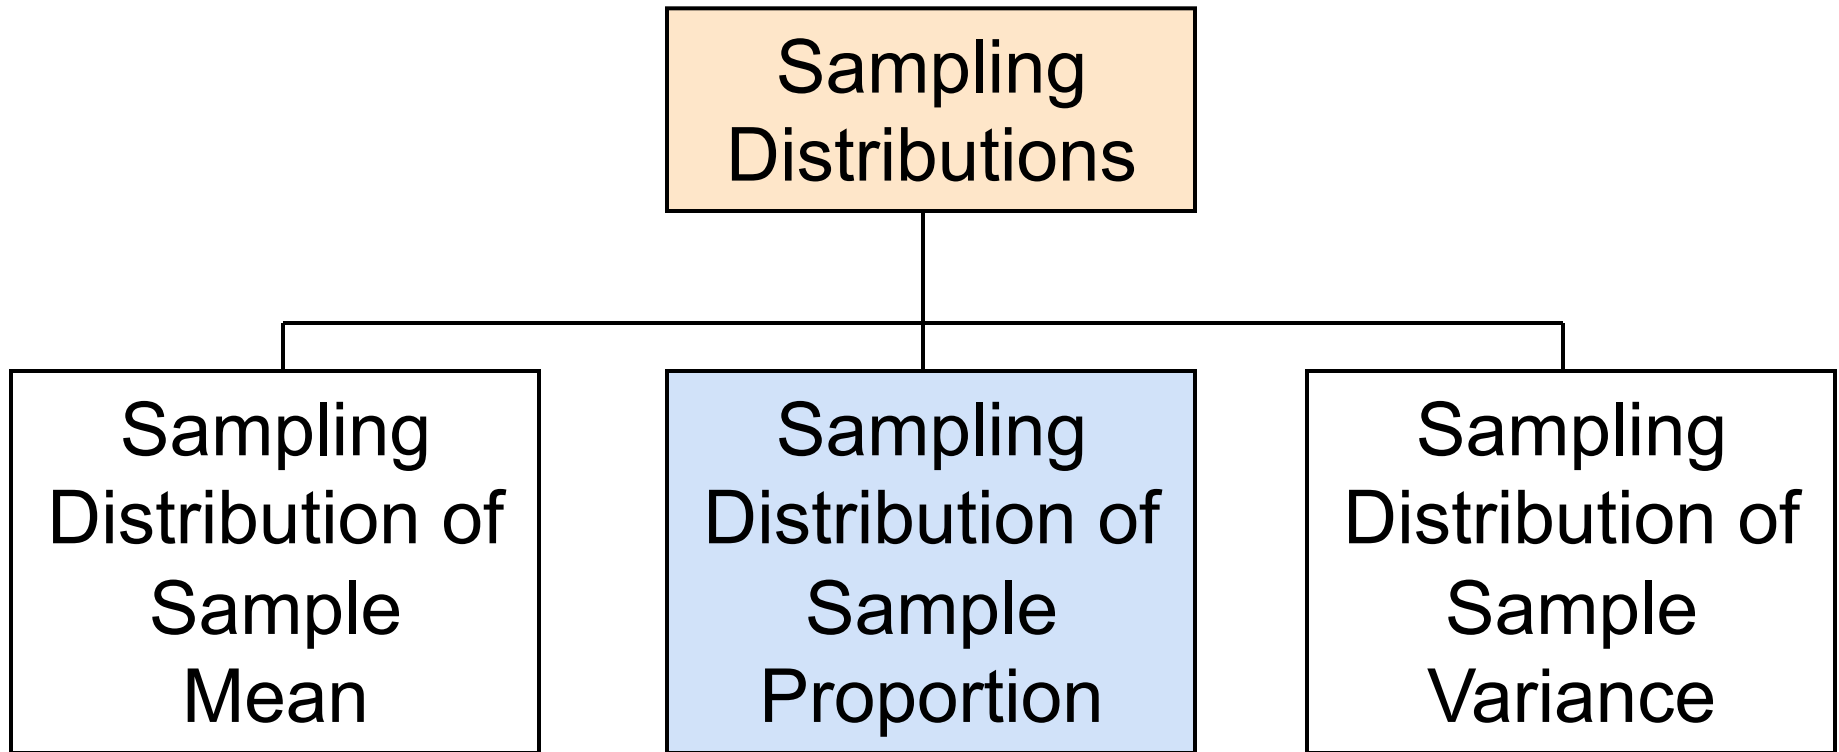 Sampling
Distributions
Sampling
Distribution of
Sample
Mean
Sampling
Distribution of
Sample
Proportion
Sampling
Distribution of
Sample
Variance